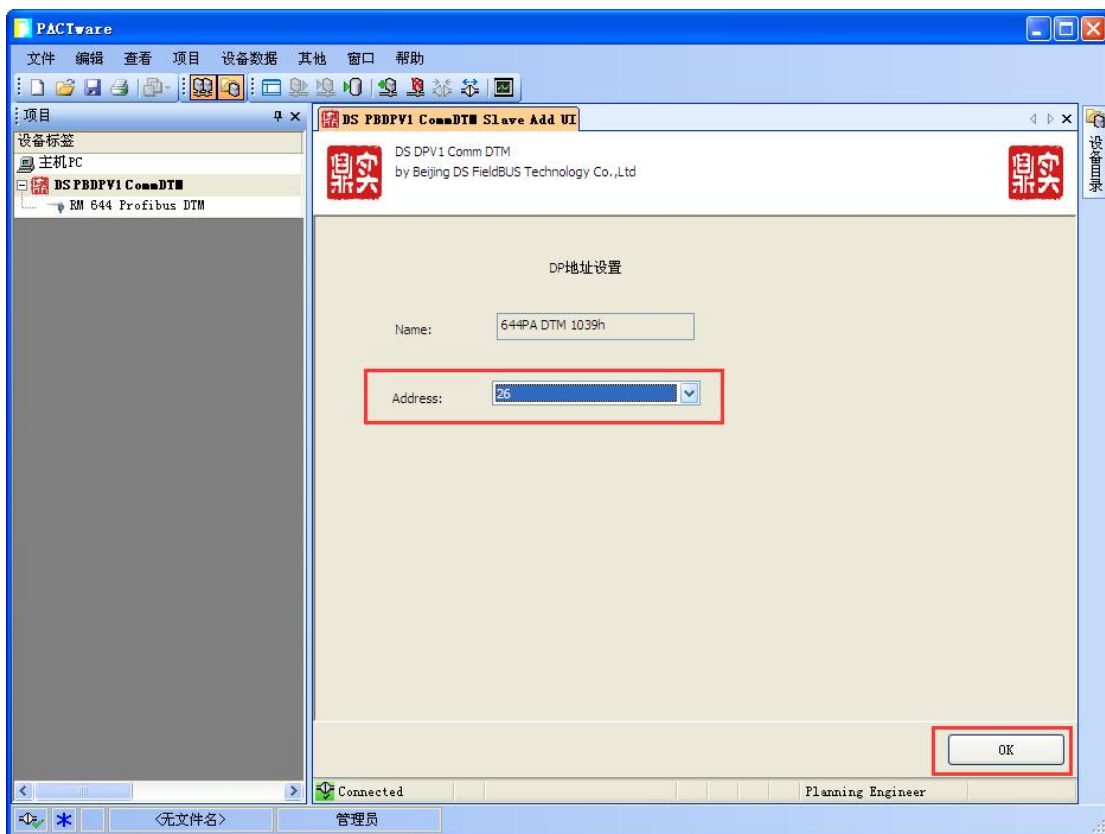 PACTware
文件 编辑 查看 项目 设备数据 其他 窗口 帮助
项目
设备标签
主机PC
DS PBDPV1 CommDTM
RM 644 Profibus DTM
DS PBDPV1 CommDTM Slave Add UI
鼎实
DS DPV1 Comm DTM
by Beijing DS FieldBUS Technology Co.,Ltd
鼎实
设备目录
DP地址设置
Name: 644PA DTM 1039h
Address: 26
OK
Connected
Planning Engineer
<无文件名>
管理员